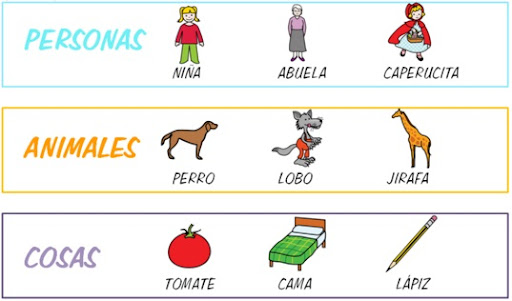 PERSONAS
NIÑA ABUELA CAPERUCITA
ANIMALES
PERRO LOBO JIRAFA
COSAS
TOMATE CAMA LÁPIZ